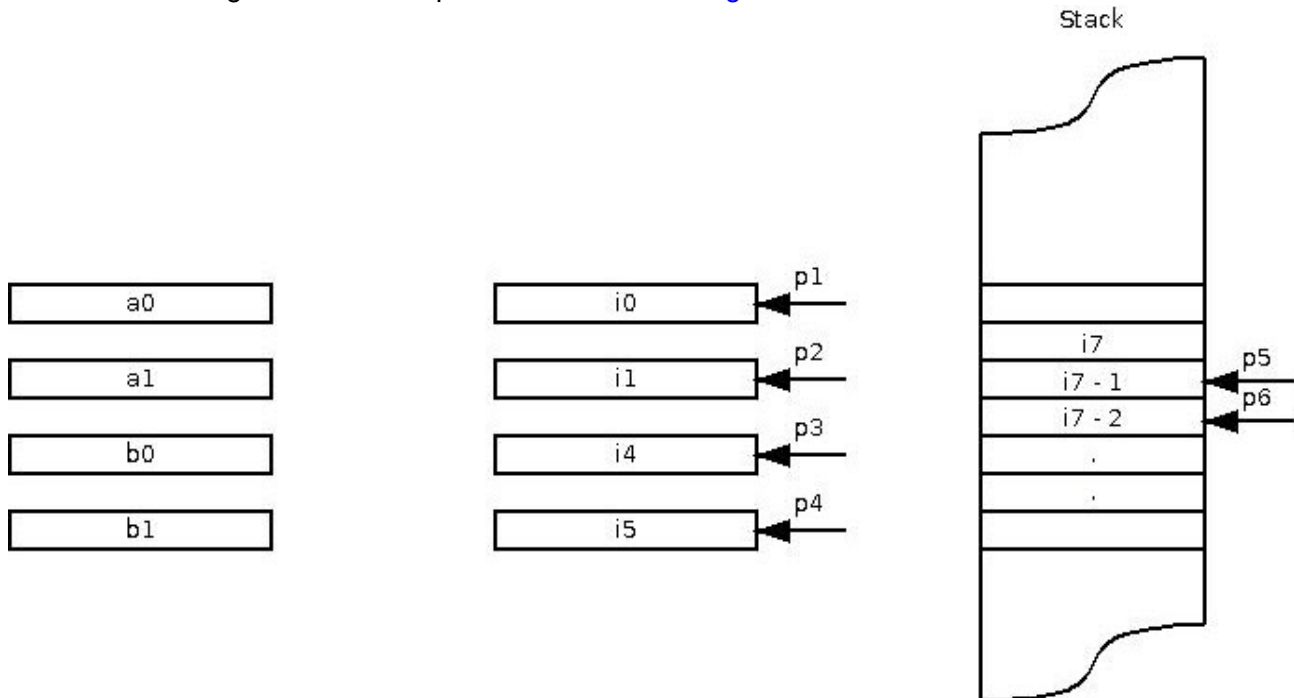 Stack
a0
a1
b0
b1
i0
i1
i4
i5
p1
p2
p3
p4
i7
i7 - 1
i7 - 2
.
.
p5
p6